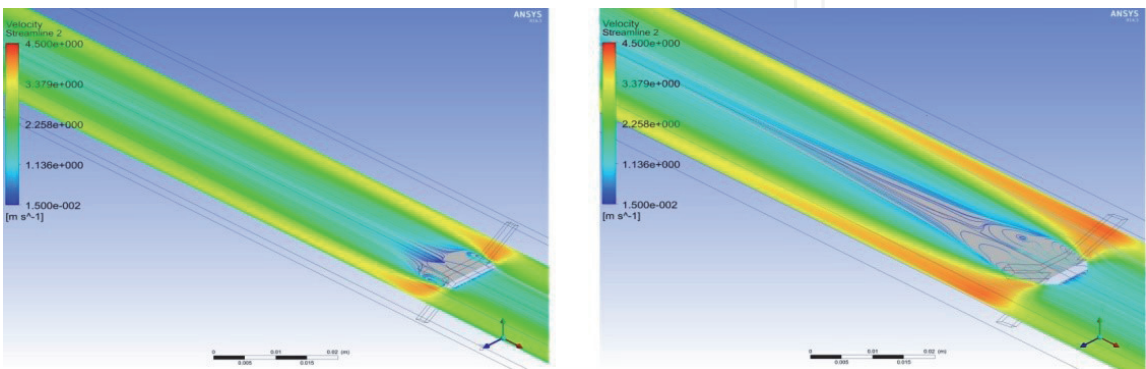 ANSYS
Velocity
Streamline 2
4.500e+000
3.379e+000
2.258e+000
1.136e+000
1.500e-002
[m s^-1]
0 0.01 0.02 (m)
0.005 0.015
ANSYS
Velocity
Streamline 2
4.500e+000
3.379e+000
2.258e+000
1.136e+000
1.500e-002
[m s^-1]
0 0.01 0.02 (m)
0.005 0.015